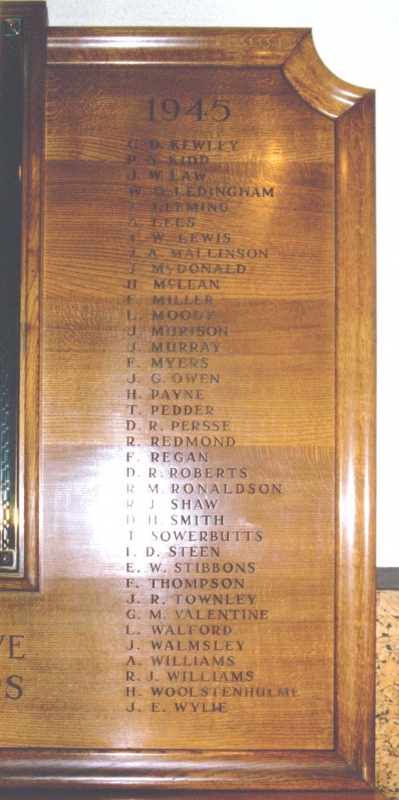 1945
G. D. KEWLEY
P. S. KIDD
J. W. LAW
W. G. LEDINGHAM
LEEMING
A. LEES
T. W. LEWIS
J. A. MALLINSON
J. McDONALD
H. McLEAN
F. MILLER
L. MOODY
J. MURISON
J. MURRAY
F. MYERS
J. G. OWEN
H. PAYNE
T. PEDDER
D. R. PERSSE
R. REDMOND
F. REGAN
D. R. ROBERTS
R. M. RONALDSON
R. J. SHAW
D. H. SMITH
T. SOWERBUTTS
I. D. STEEN
E. W. STIBBONS
F. THOMPSON
J. R. TOWNLEY
G. M. VALENTINE
L. WALFORD
J. WALMSLEY
A. WILLIAMS
R. J. WILLIAMS
H. WOOLSTENHULME
J. E. WYLIE